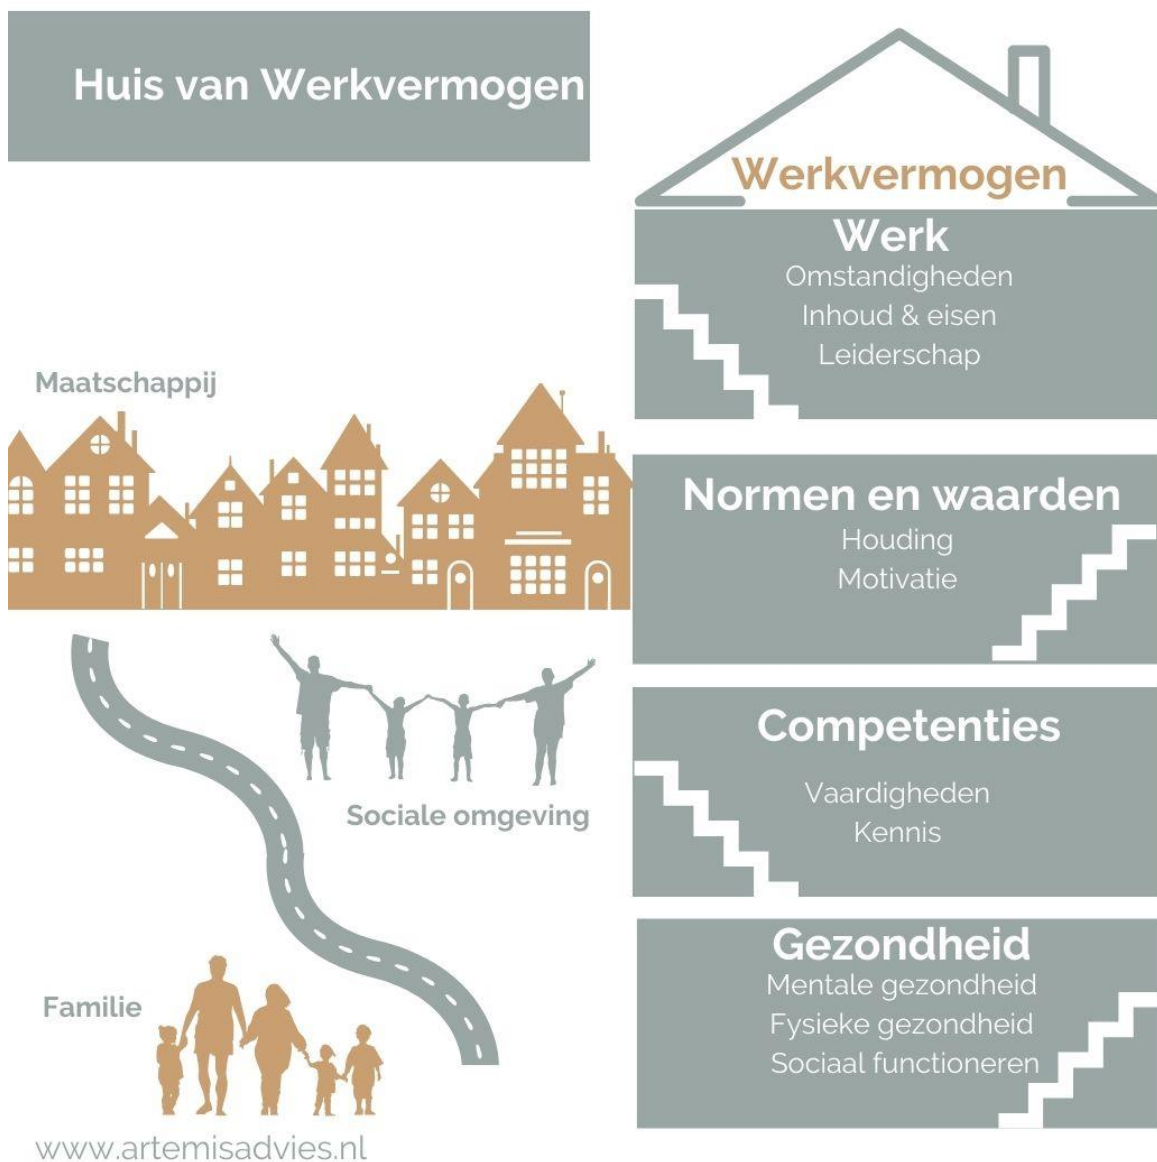 Huis van Werkvermogen
Werkvermogen
Werk
Omstandigheden
Inhoud & eisen
Leiderschap
Maatschappij
Normen en waarden
Houding
Motivatie
Competenties
Vaardigheden
Kennis
Sociale omgeving
Gezondheid
Mentale gezondheid
Fysieke gezondheid
Sociaal functioneren
Familie
www.artemisadvies.nl